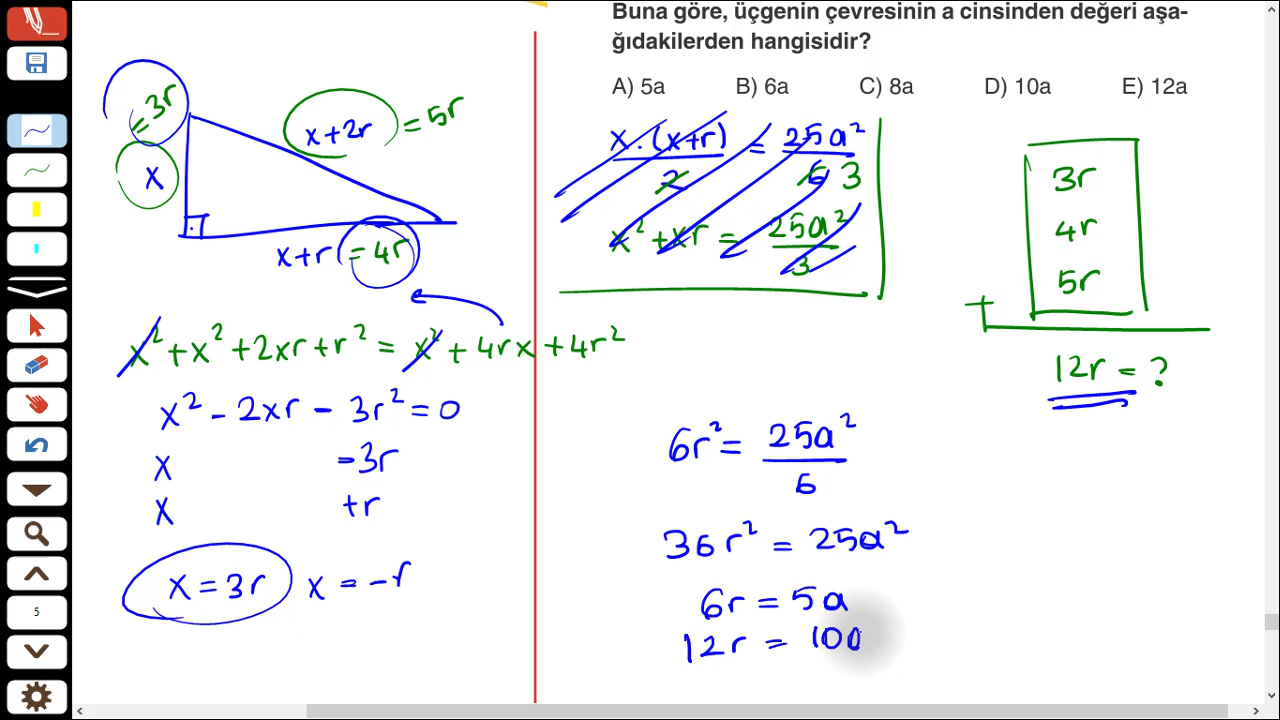 Buna göre, üçgenin çevresinin a cinsinden değeri aşa-
ğıdakilerden hangisidir?
A) 5a B) 6a C) 8a D) 10a E) 12a
=3r
x
x+2r =5r
x+r =4r
x²+x²+2xr+r² = x²+4rx+4r²
x²-2xr-3r²=0
x -3r
x +r
x=3r x=-r
x.(x+r)/2 = 25a²/6 3
x²+xr = 25a²/3
3r
4r
5r
+
12r=?
6r²= 25a²/6
36r²=25a²
6r=5a
12r=100
5